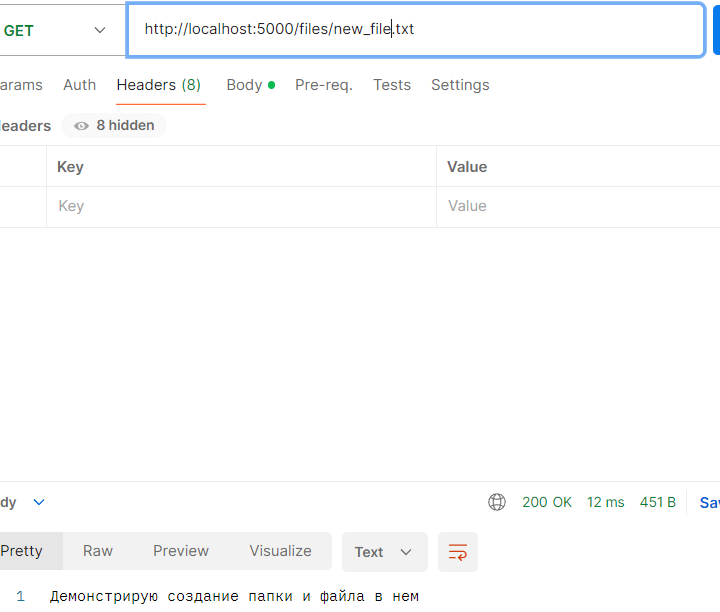 GET http://localhost:5000/files/new_file.txt
arams Auth Headers (8) Body Pre-req. Tests Settings
eaders 8 hidden
Key Value
Key Value
dy 200 OK 12 ms 451 B Sav
Pretty Raw Preview Visualize Text
1 Демонстрирую создание папки и файла в нем